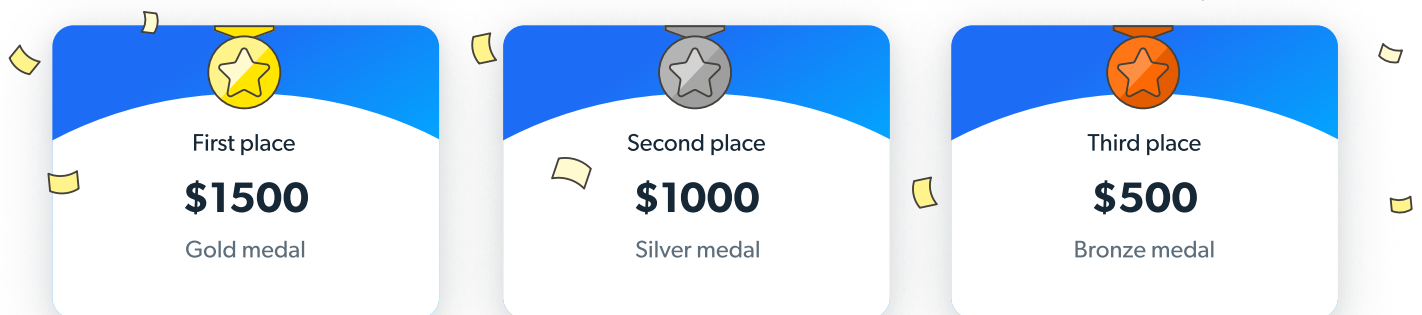 First place
$1500
Gold medal
Second place
$1000
Silver medal
Third place
$500
Bronze medal